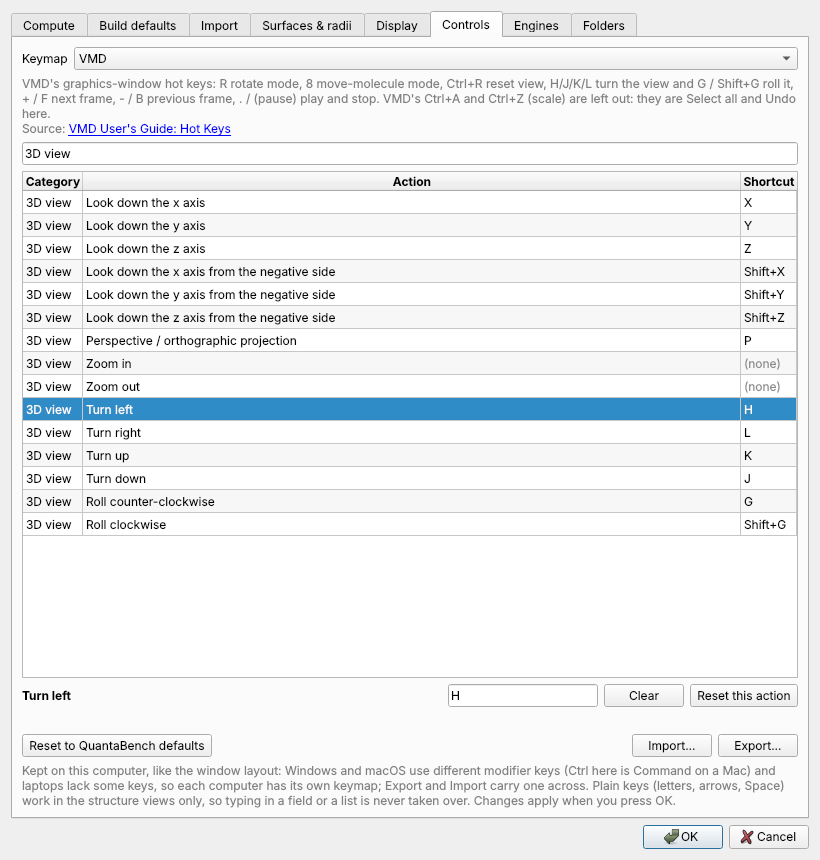 Compute Build defaults Import Surfaces & radii Display Controls Engines Folders
Keymap VMD
VMD's graphics-window hot keys: R rotate mode, 8 move-molecule mode, Ctrl+R reset view, H/J/K/L turn the view and G / Shift+G roll it,
+ / F next frame, - / B previous frame, . / (pause) play and stop. VMD's Ctrl+A and Ctrl+Z (scale) are left out: they are Select all and Undo
here.
Source: VMD User's Guide: Hot Keys
3D view
Category Action Shortcut
3D view Look down the x axis X
3D view Look down the y axis Y
3D view Look down the z axis Z
3D view Look down the x axis from the negative side Shift+X
3D view Look down the y axis from the negative side Shift+Y
3D view Look down the z axis from the negative side Shift+Z
3D view Perspective / orthographic projection P
3D view Zoom in (none)
3D view Zoom out (none)
3D view Turn left H
3D view Turn right L
3D view Turn up K
3D view Turn down J
3D view Roll counter-clockwise G
3D view Roll clockwise Shift+G
Turn left H Clear Reset this action
Reset to QuantaBench defaults Import... Export...
Kept on this computer, like the window layout: Windows and macOS use different modifier keys (Ctrl here is Command on a Mac) and
laptops lack some keys, so each computer has its own keymap; Export and Import carry one across. Plain keys (letters, arrows, Space)
work in the structure views only, so typing in a field or a list is never taken over. Changes apply when you press OK.
OK Cancel